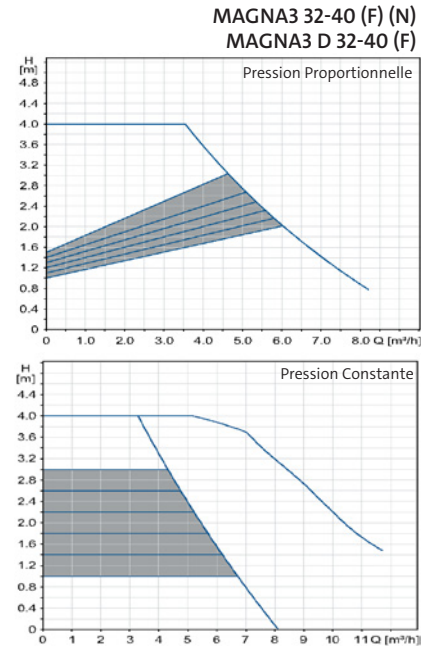 MAGNA3 32-40 (F) (N)
MAGNA3 D 32-40 (F)
H
[m]
Pression Proportionnelle
4.8
4.4
4.0
3.6
3.2
2.8
2.4
2.0
1.6
1.2
0.8
0.4
0
0 1.0 2.0 3.0 4.0 5.0 6.0 7.0 8.0 Q [m³/h]
H
[m]
Pression Constante
4.4
4.0
3.6
3.2
2.8
2.4
2.0
1.6
1.2
0.8
0.4
0
0 1 2 3 4 5 6 7 8 9 10 11 Q [m³/h]